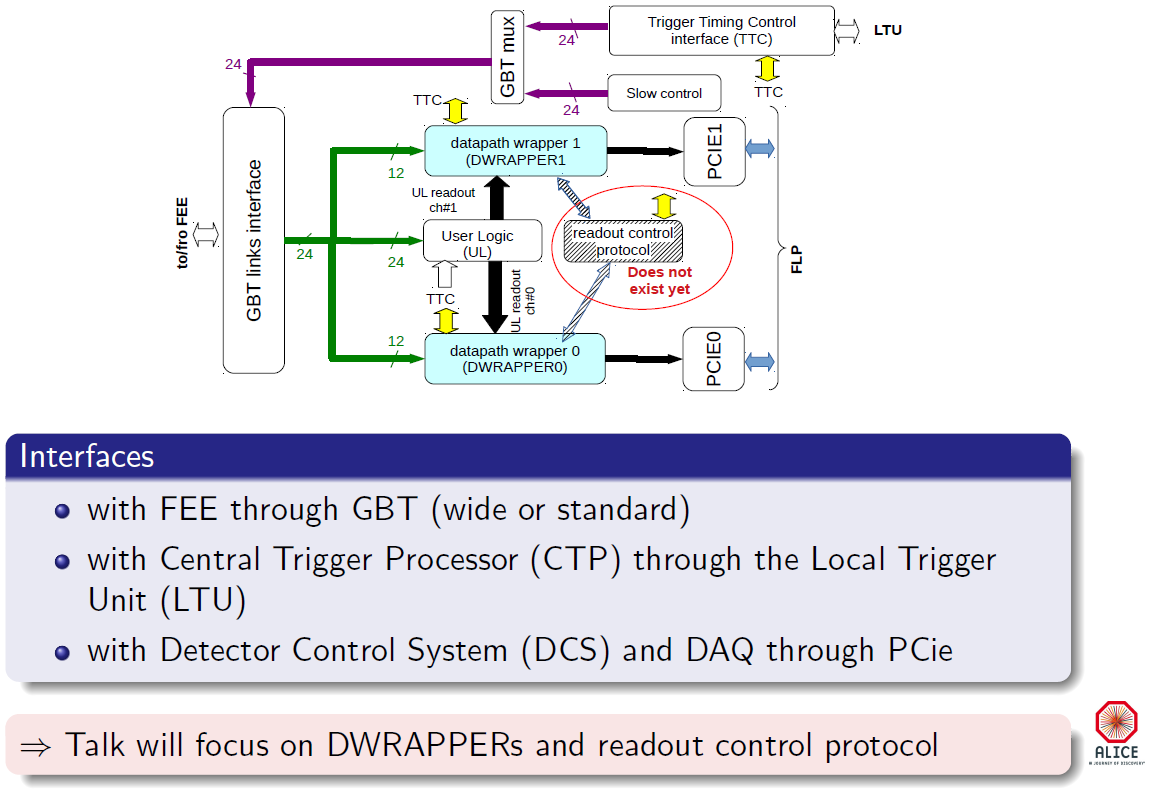 Trigger Timing Control
interface (TTC)
LTU
GBT mux
24
24
24
TTC
Slow control
24
TTC
datapath wrapper 1
(DWRAPPER1
PCIE1
12
UL readout
ch#1
to/fro FEE
GBT links interface
24
User Logic
(UL)
24
readout control
protocol
Does not
exist yet
FLP
TTC
UL readout
ch#0
12
datapath wrapper 0
(DWRAPPER0)
PCIE0
Interfaces
with FEE through GBT (wide or standard)
with Central Trigger Processor (CTP) through the Local Trigger
Unit (LTU)
with Detector Control System (DCS) and DAQ through PCie
⇒ Talk will focus on DWRAPPERs and readout control protocol
ALICE
A JOURNEY OF DISCOVERY